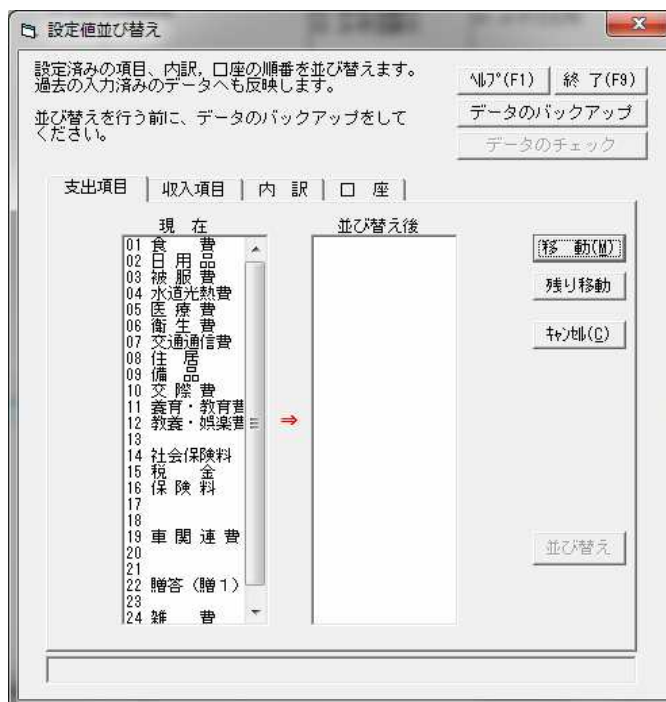 設定値並び替え
設定済みの項目、内訳，口座の順番を並び替えます。
過去の入力済みのデータへも反映します。
並び替えを行う前に、データのバックアップをして
ください。
ﾍﾙﾌﾟ(F1)
終 了(F9)
データのバックアップ
データのチェック
支出項目
収入項目
内 訳
口 座
現 在
並び替え後
01 食 費
02 日 用 品
03 被 服 費
04 水道光熱費
05 医 療 費
06 衛 生 費
07 交通通信費
08 住 居
09 備 品
10 交 際 費
11 養育・教育費
12 教養・娯楽費
13
14 社会保険料
15 税 金
16 保 険 料
17
18
19 車 関 連 費
20
21
22 贈答（贈１）
23
24 雑 費
⇒
移 動(M)
残り移動
ｷｬﾝｾﾙ(C)
並び替え